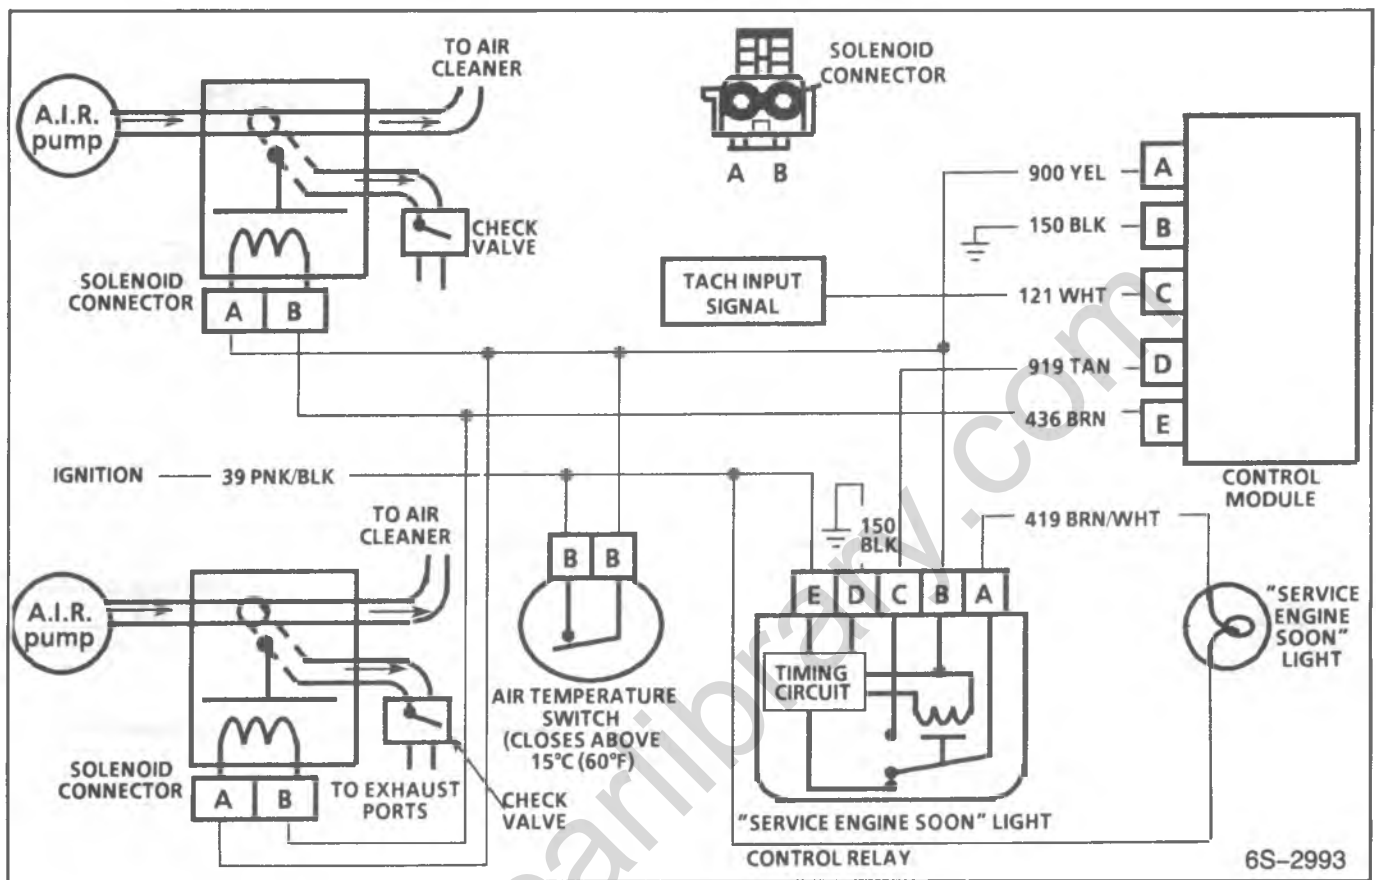 TO AIR
CLEANER
A.I.R.
pump
CHECK
VALVE
SOLENOID
CONNECTOR
A B
SOLENOID
CONNECTOR
A B
TACH INPUT
SIGNAL
900 YEL
150 BLK
121 WHT
919 TAN
436 BRN
A
B
C
D
E
CONTROL
MODULE
IGNITION
39 PNK/BLK
TO AIR
CLEANER
A.I.R.
pump
SOLENOID
CONNECTOR
A B
TO EXHAUST
PORTS
CHECK
VALVE
B B
AIR TEMPERATURE
SWITCH
(CLOSES ABOVE
15°C (60°F)
150
BLK
419 BRN/WHT
E D C B A
TIMING
CIRCUIT
"SERVICE ENGINE SOON" LIGHT
CONTROL RELAY
"SERVICE
ENGINE
SOON"
LIGHT
6S-2993
carlibrary.com